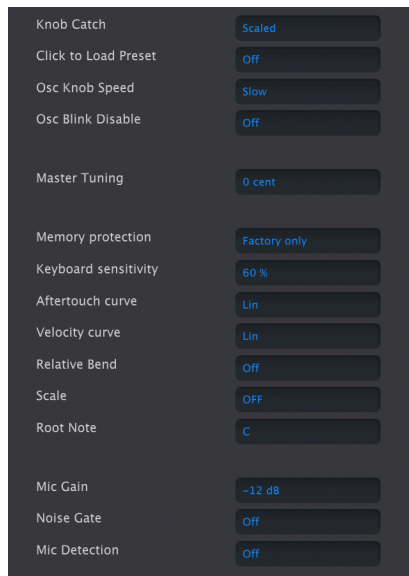 Knob Catch Scaled
Click to Load Preset Off
Osc Knob Speed Slow
Osc Blink Disable Off
Master Tuning 0 cent
Memory protection Factory only
Keyboard sensitivity 60 %
Aftertouch curve Lin
Velocity curve Lin
Relative Bend Off
Scale OFF
Root Note C
Mic Gain -12 dB
Noise Gate Off
Mic Detection Off